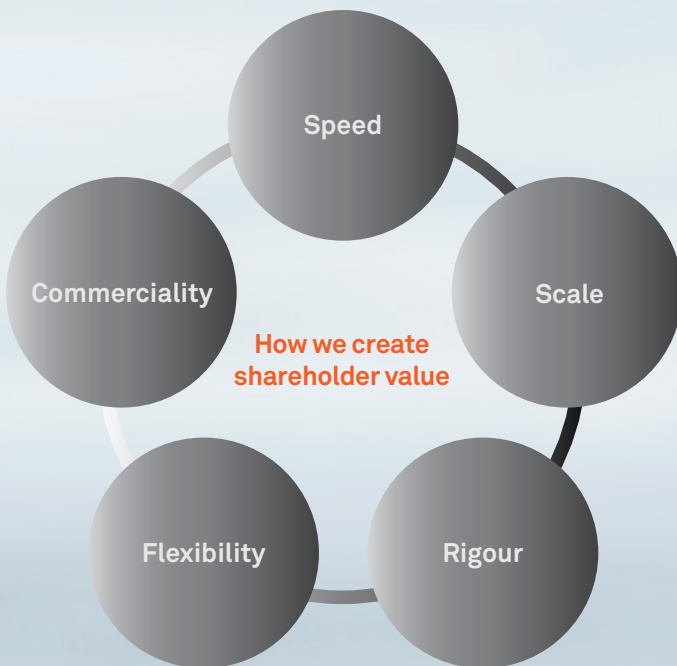 Speed
Commerciality
Scale
How we create
shareholder value
Flexibility
Rigour